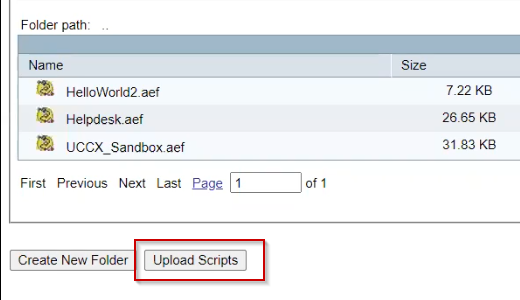 Folder path: ..
Name Size
HelloWorld2.aef 7.22 KB
Helpdesk.aef 26.65 KB
UCCX_Sandbox.aef 31.83 KB
First Previous Next Last Page 1 of 1
Create New Folder Upload Scripts